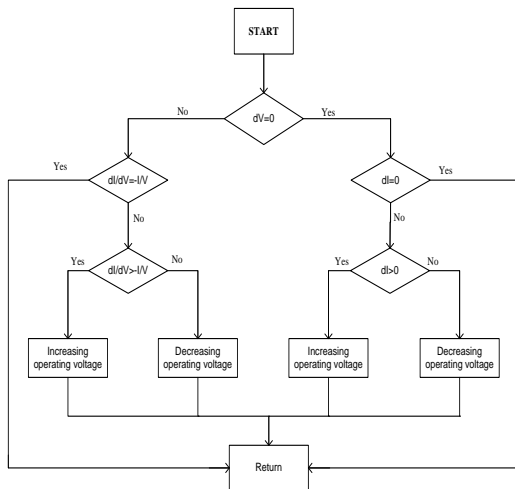 START
dV=0
No
Yes
Yes
dI/dV=-I/V
dI=0
Yes
No
No
Yes
dI/dV>-I/V
No
Yes
dI>0
No
Increasing
operating voltage
Decreasing
operating voltage
Increasing
operating voltage
Decreasing
operating voltage
Return